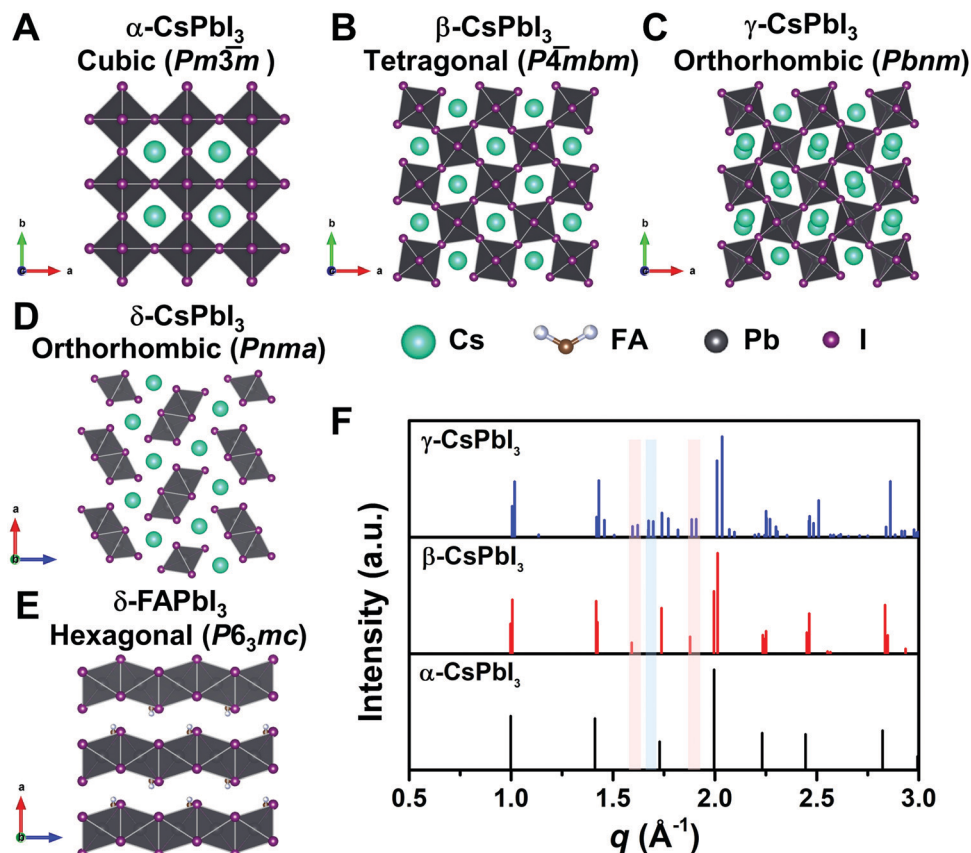 A
α-CsPbI₃
Cubic (Pm3̅m )
B
β-CsPbI₃
Tetragonal (P4̅mbm)
C
γ-CsPbI₃
Orthorhombic (Pbnm)
b
a
b
a
b
a
D
δ-CsPbI₃
Orthorhombic (Pnma)
Cs
FA
Pb
I
a
b
E
δ-FAPbI₃
Hexagonal (P6₃mc)
a
b
F
γ-CsPbI₃
β-CsPbI₃
α-CsPbI₃
Intensity (a.u.)
0.5 1.0 1.5 2.0 2.5 3.0
q (Å⁻¹)